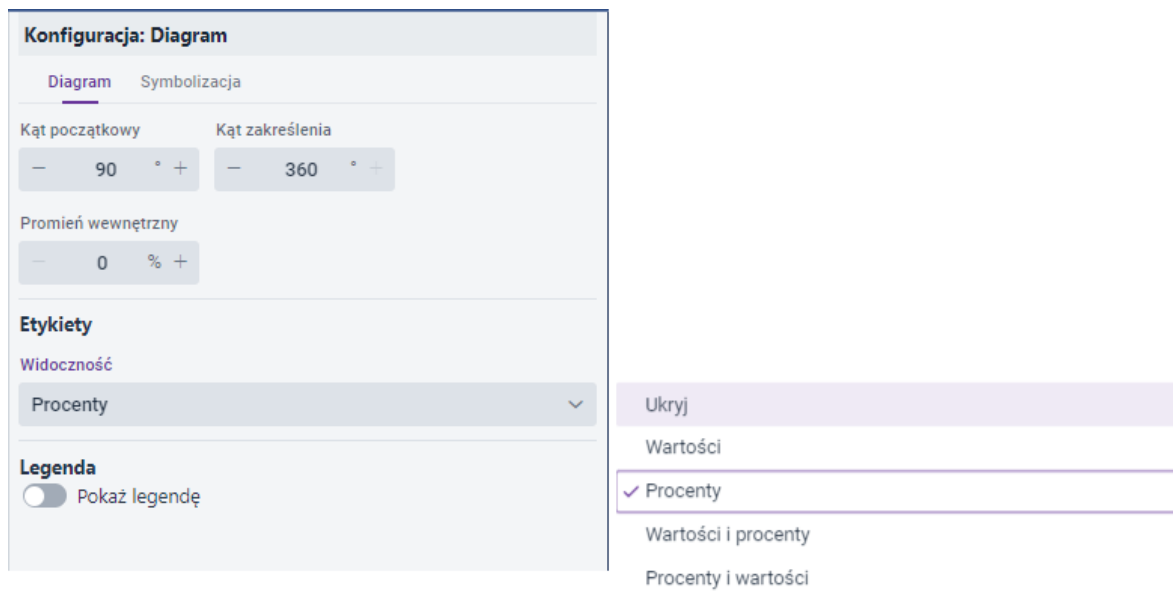 Konfiguracja: Diagram
Diagram Symbolizacja
Kąt początkowy Kąt zakreślenia
− 90 ° + − 360 ° +
Promień wewnętrzny
− 0 % +
Etykiety
Widoczność
Procenty
Legenda
Pokaż legendę
Ukryj
Wartości
Procenty
Wartości i procenty
Procenty i wartości